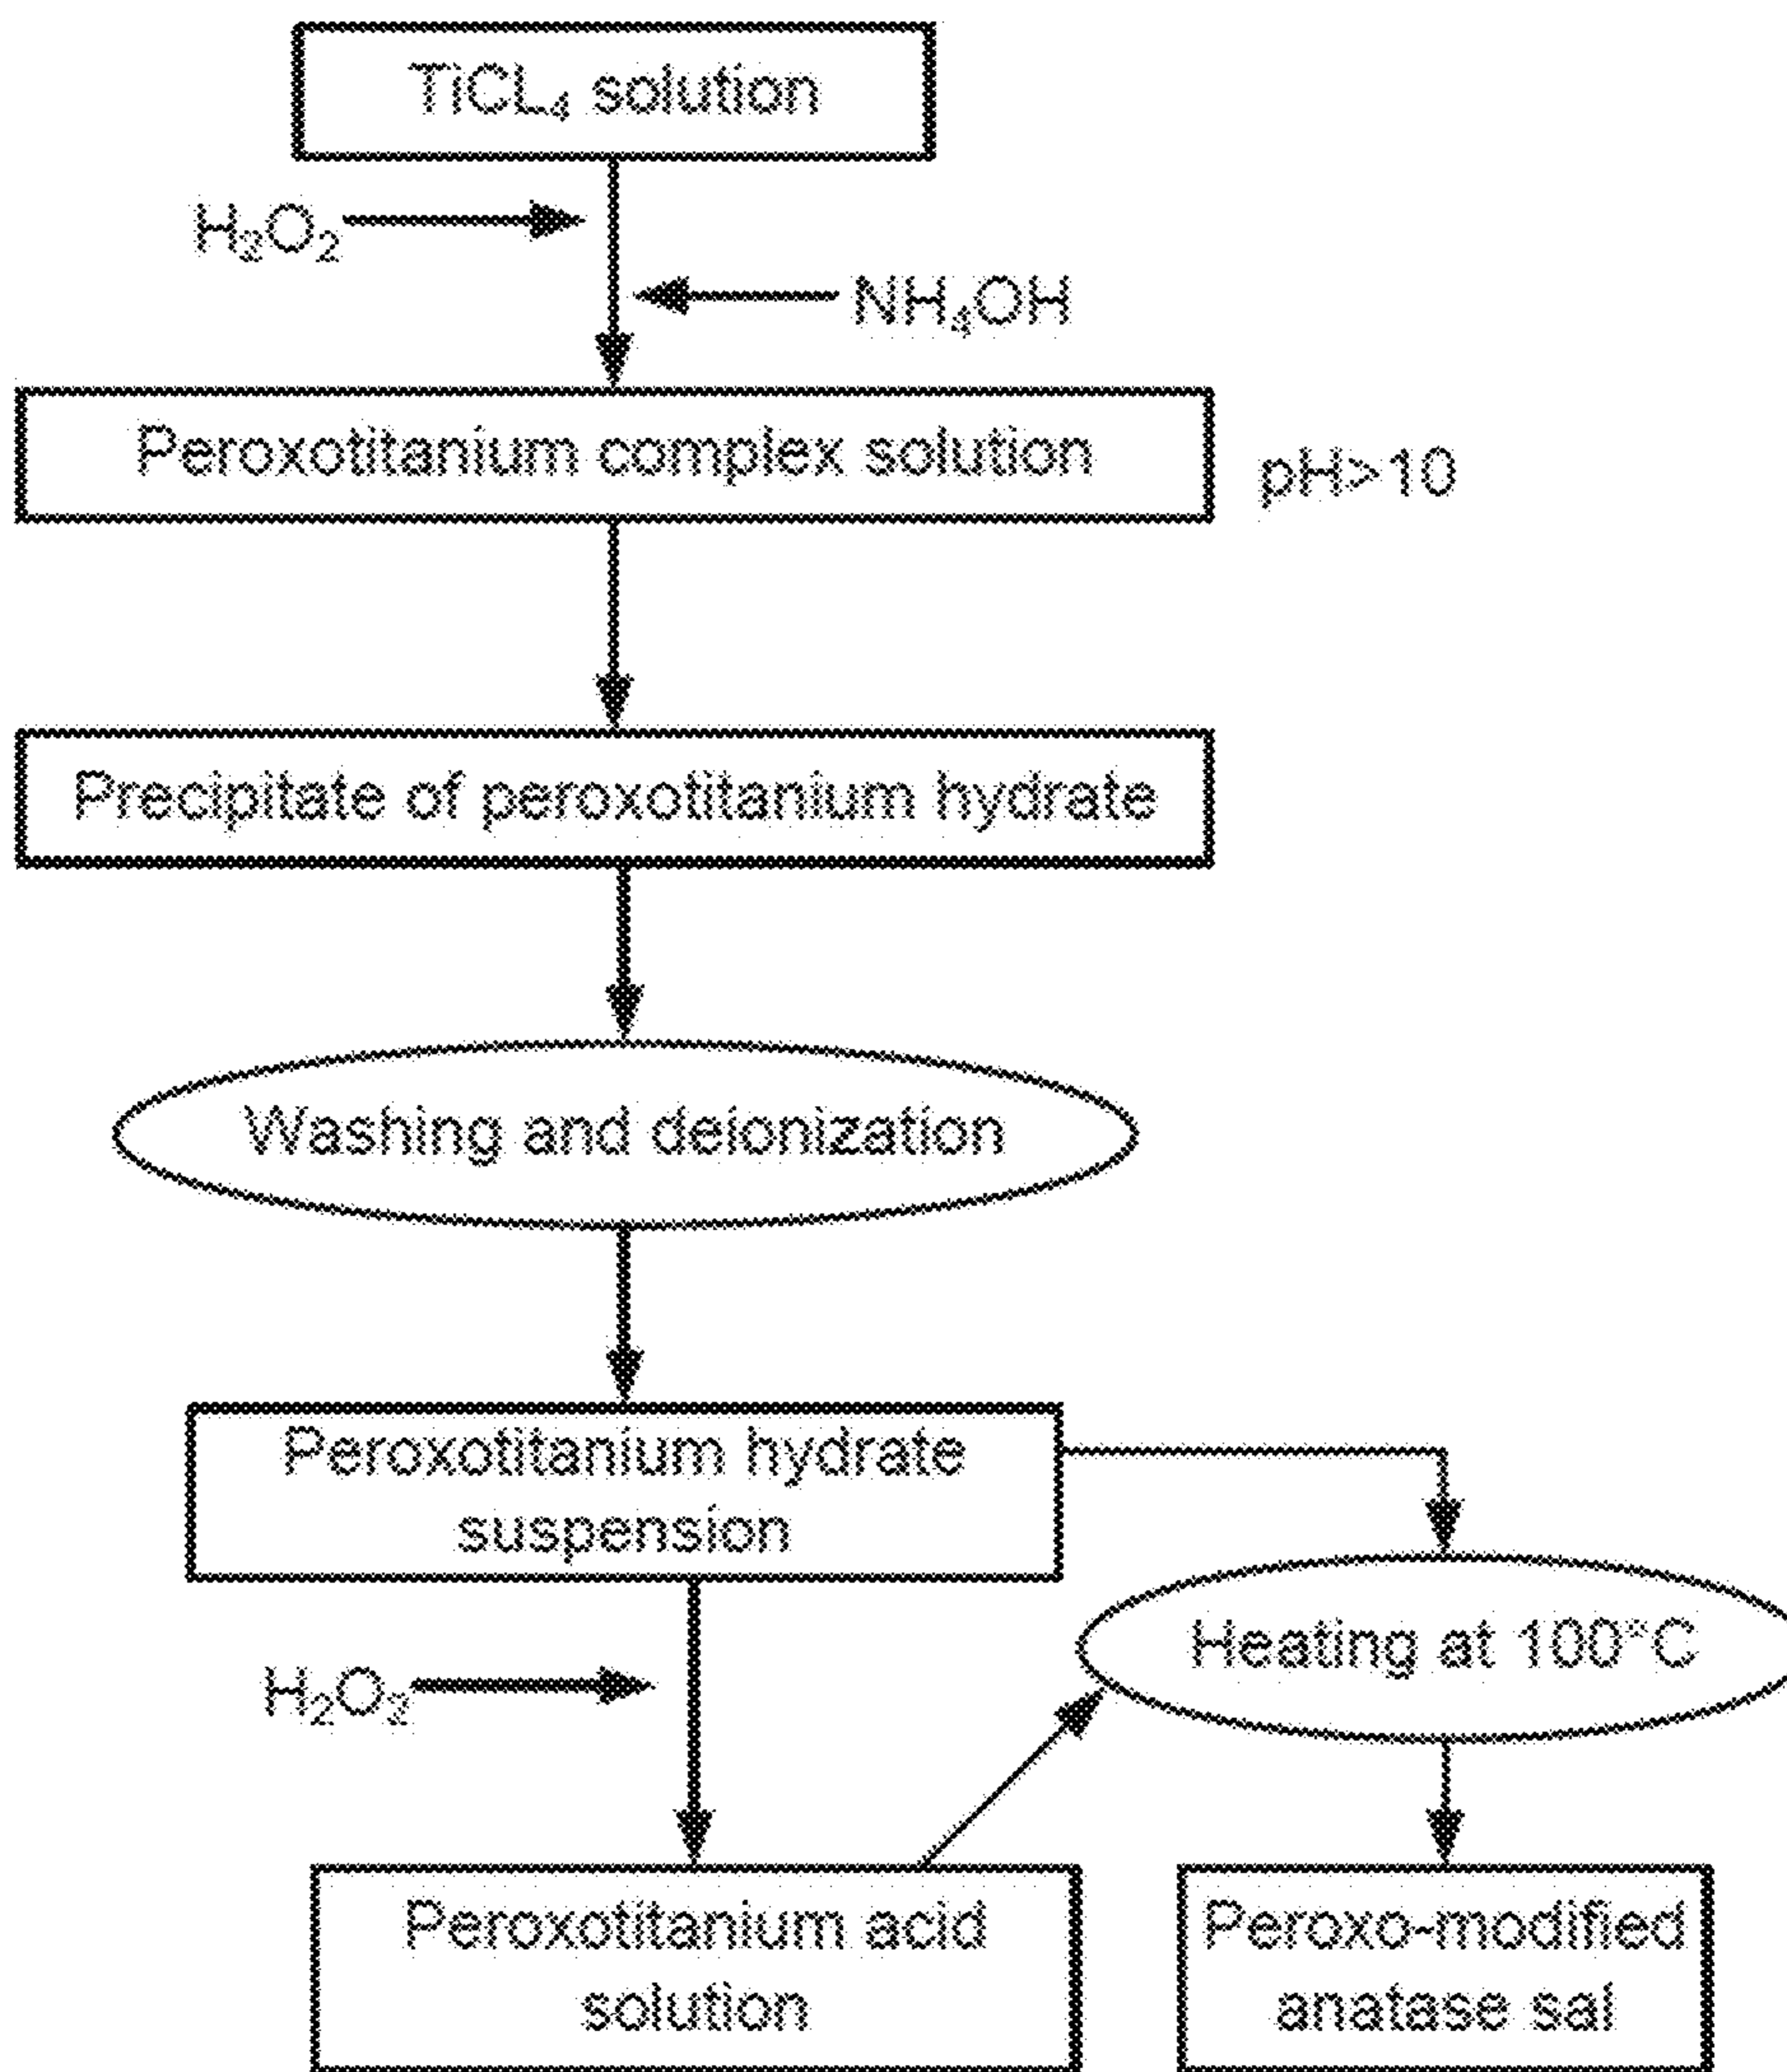 TiCL₄ solution
H₂O₂
NH₄OH
Peroxotitanium complex solution
pH>10
Precipitate of peroxotitanium hydrate
Washing and deionization
Peroxotitanium hydrate
suspension
Heating at 100°C
H₂O₂
Peroxotitanium acid
solution
Peroxo-modified
anatase sal